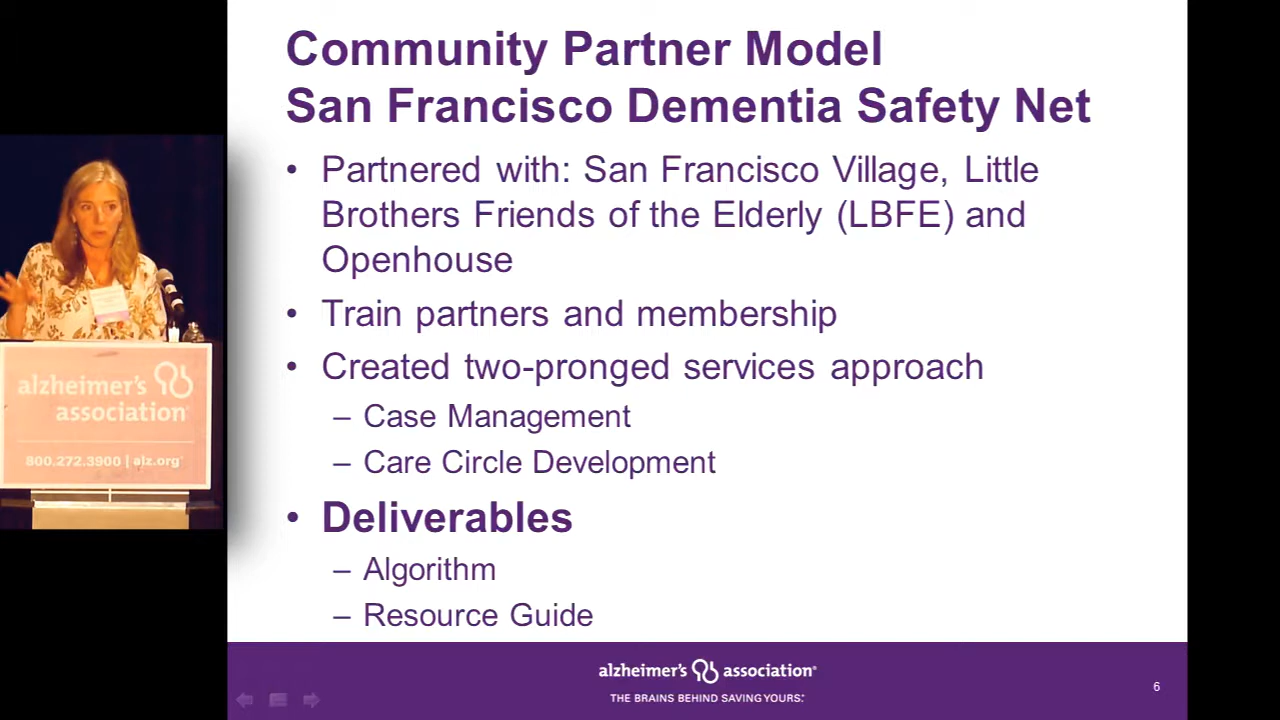 Community Partner Model
San Francisco Dementia Safety Net
• Partnered with: San Francisco Village, Little
Brothers Friends of the Elderly (LBFE) and
Openhouse
• Train partners and membership
• Created two-pronged services approach
– Case Management
– Care Circle Development
• Deliverables
– Algorithm
– Resource Guide
alzheimer's association®
THE BRAINS BEHIND SAVING YOURS.™
6
alzheimer's
association®
800.272.3900 | alz.org®